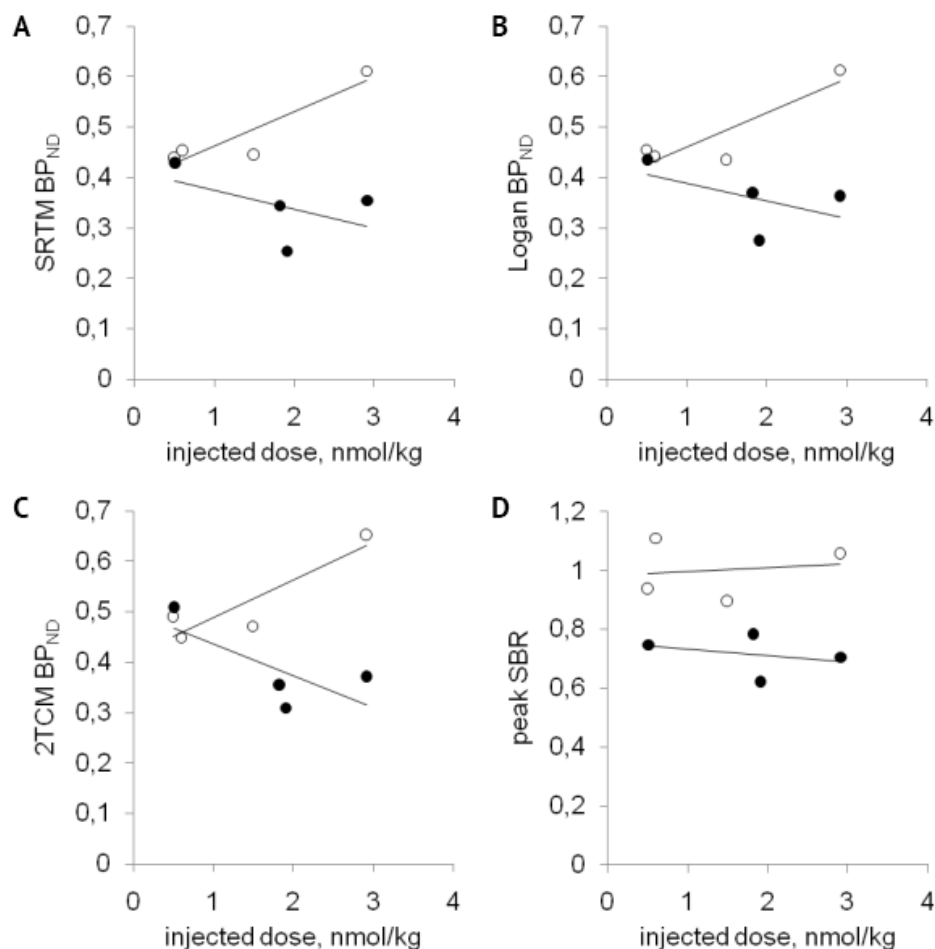 A
SRTM BP_ND
0,7
0,6
0,5
0,4
0,3
0,2
0,1
0
0 1 2 3 4
injected dose, nmol/kg
B
Logan BP_ND
0,7
0,6
0,5
0,4
0,3
0,2
0,1
0
0 1 2 3 4
injected dose, nmol/kg
C
2TCM BP_ND
0,7
0,6
0,5
0,4
0,3
0,2
0,1
0
0 1 2 3 4
injected dose, nmol/kg
D
peak SBR
1,2
1
0,8
0,6
0,4
0,2
0
0 1 2 3 4
injected dose, nmol/kg